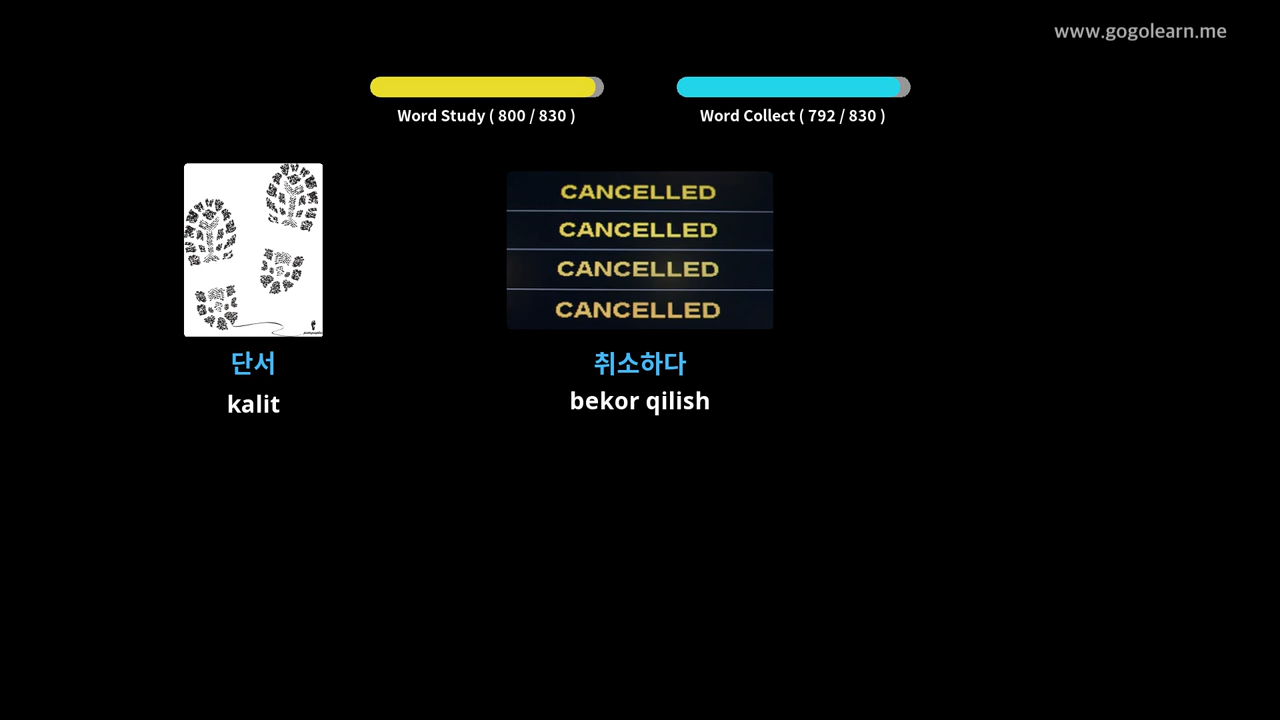 www.gogolearn.me
Word Study ( 800 / 830 )
Word Collect ( 792 / 830 )
CANCELLED
CANCELLED
CANCELLED
CANCELLED
단서
kalit
취소하다
bekor qilish